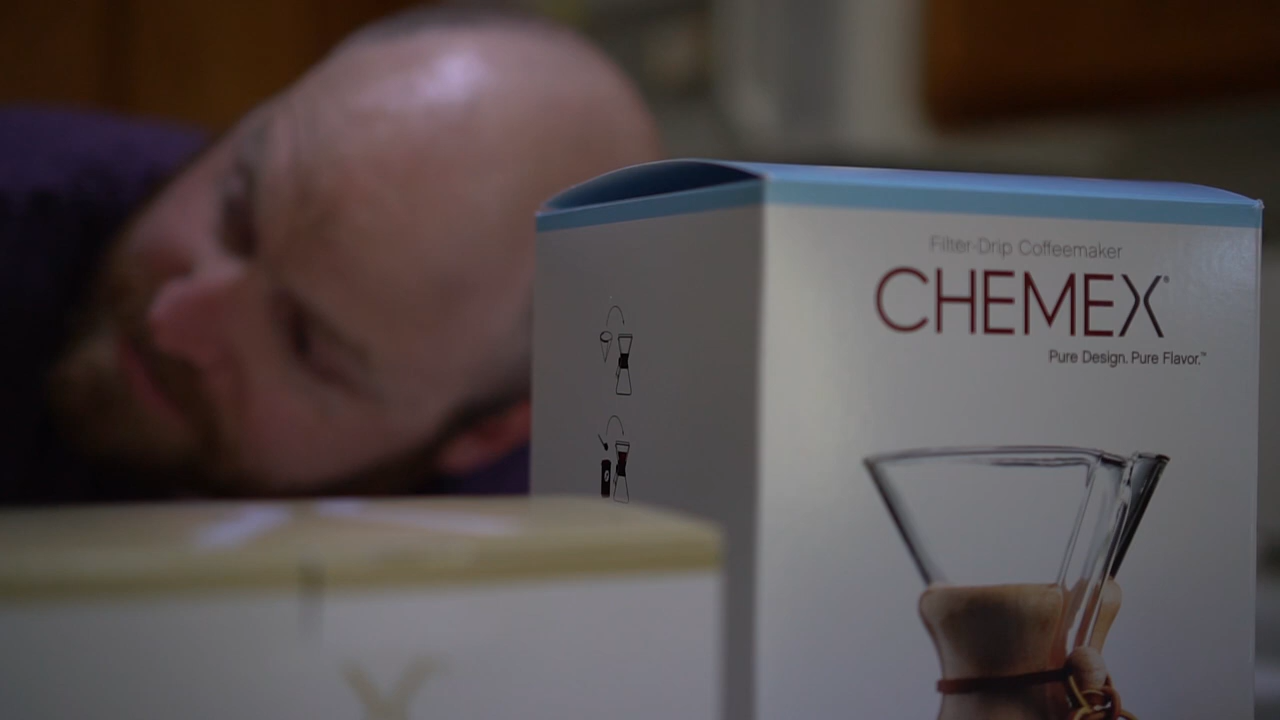 Filter-Drip Coffeemaker
CHEMEX®
Pure Design. Pure Flavor.™